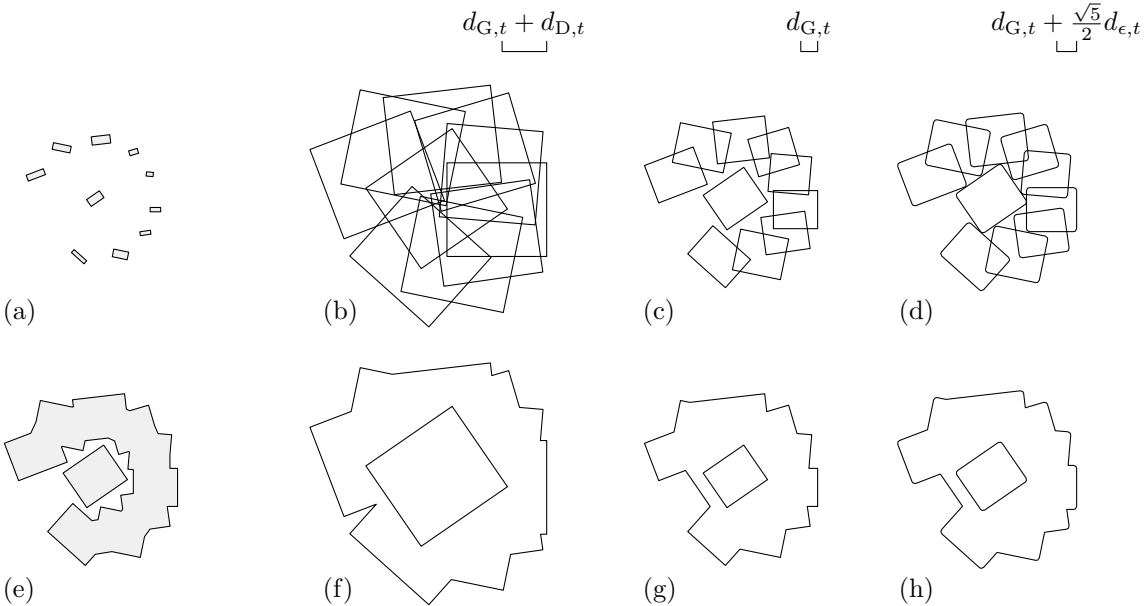 d_{G,t} + d_{D,t}
d_{G,t}
d_{G,t} + \frac{\sqrt{5}}{2} d_{\epsilon,t}
(a)
(b)
(c)
(d)
(e)
(f)
(g)
(h)